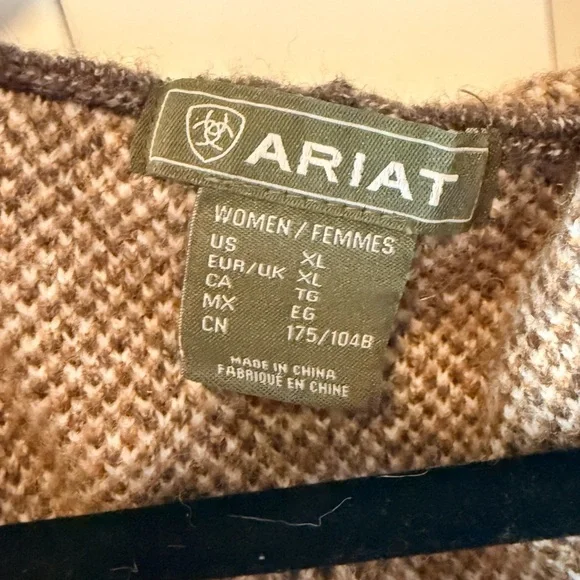 ARIAT
WOMEN / FEMMES
US XL
EUR/UK XL
CA TG
MX EG
CN 175/104B
MADE IN CHINA
FABRIQUÉ EN CHINE